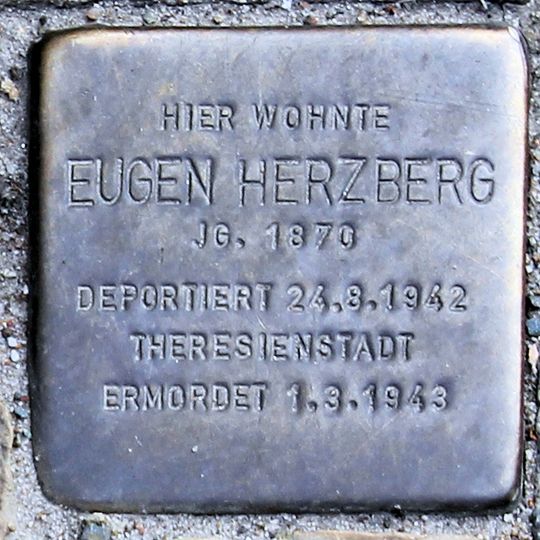 HIER WOHNTE
EUGEN HERZBERG
JG. 1870
DEPORTIERT 24.8.1942
THERESIENSTADT
ERMORDET 1.3.1943